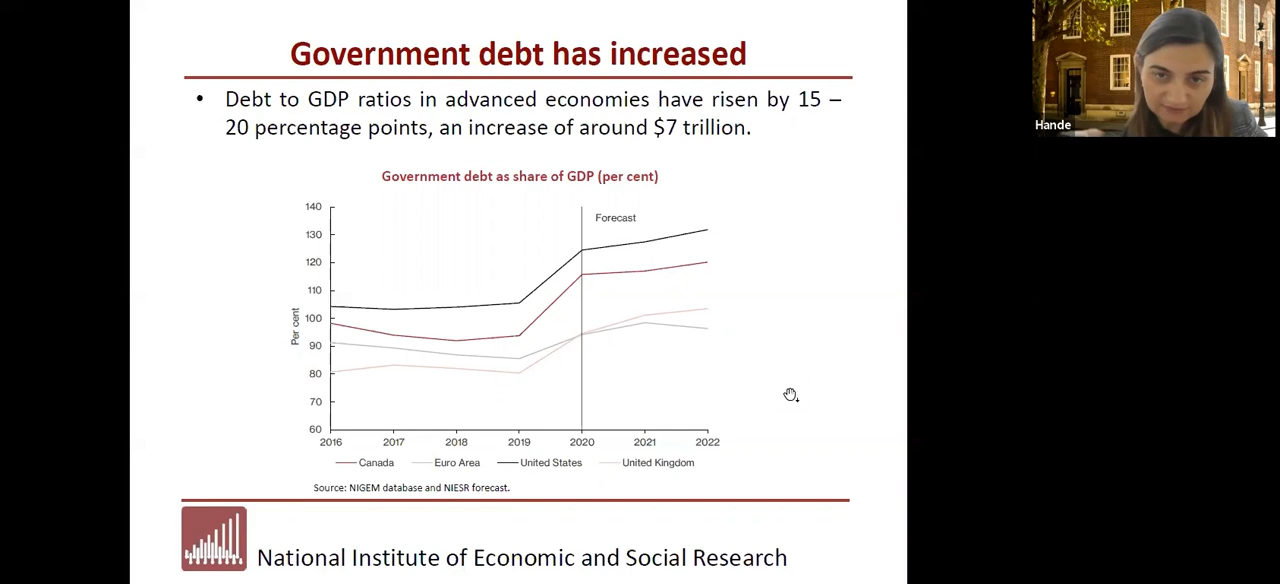 Government debt has increased
• Debt to GDP ratios in advanced economies have risen by 15 –
20 percentage points, an increase of around $7 trillion.
Government debt as share of GDP (per cent)
140
130
120
110
100
90
80
70
60
Per cent
Forecast
2016 2017 2018 2019 2020 2021 2022
Canada Euro Area United States United Kingdom
Source: NIGEM database and NIESR forecast.
National Institute of Economic and Social Research
Hande